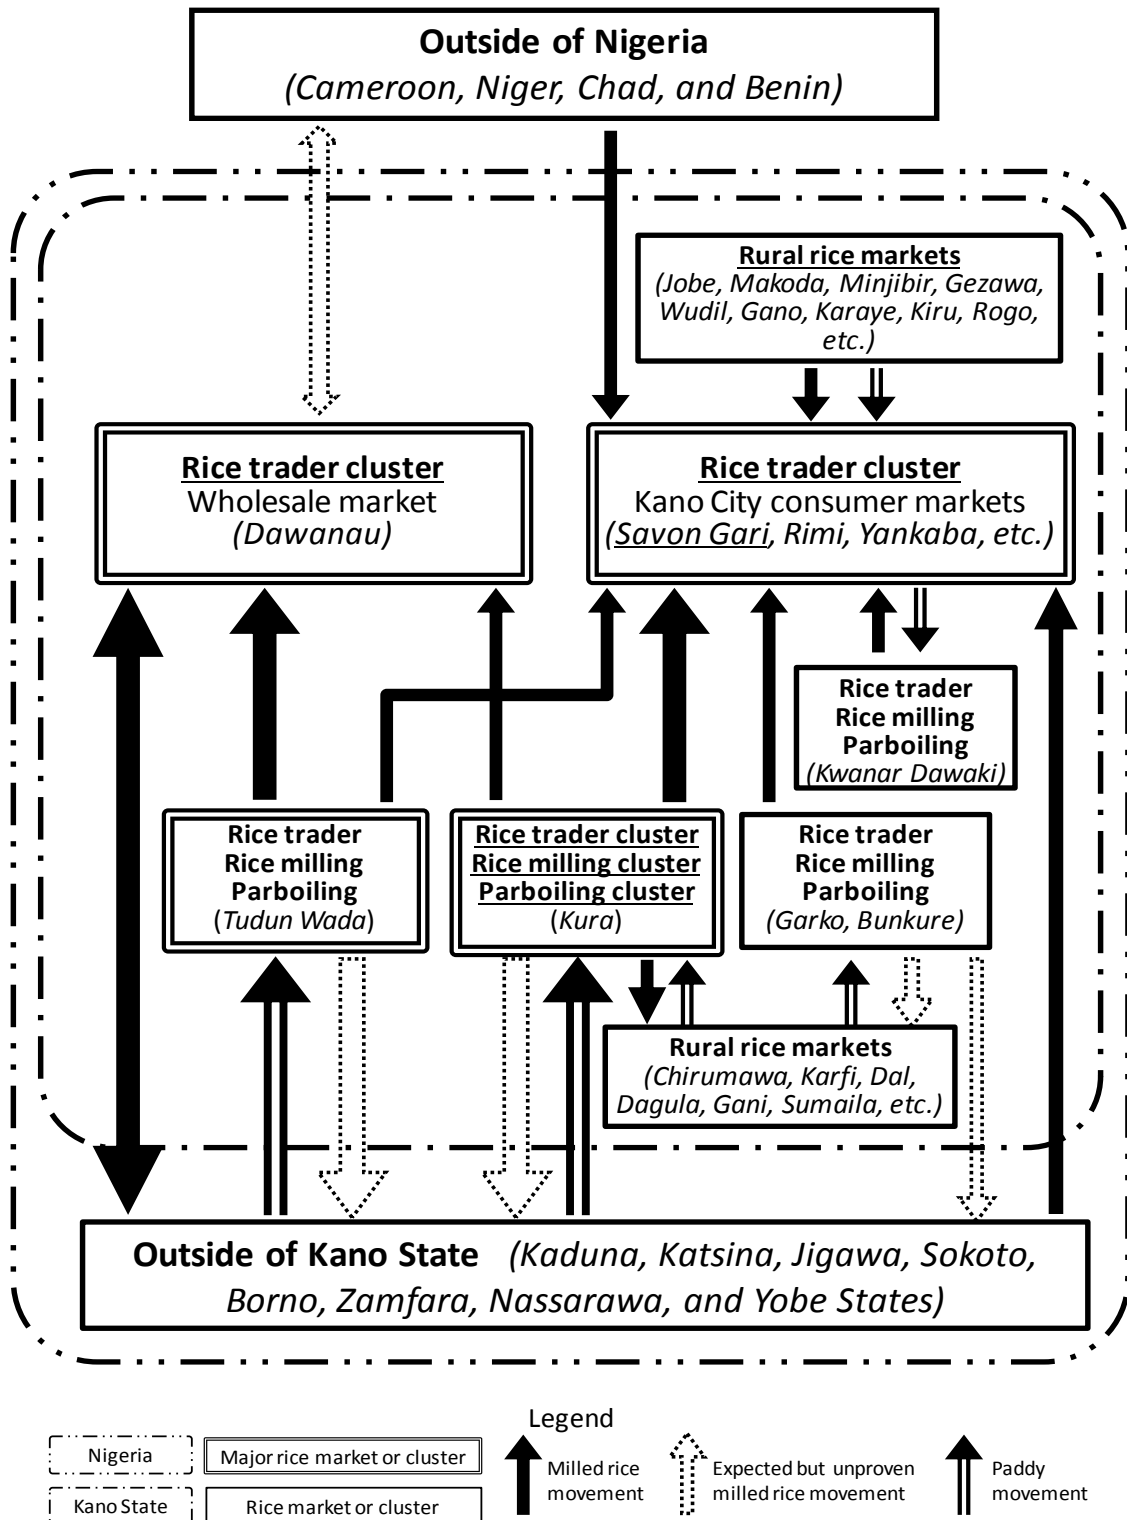 Outside of Nigeria
(Cameroon, Niger, Chad, and Benin)
Rural rice markets
(Jobe, Makoda, Minjibir, Gezawa,
Wudil, Gano, Karaye, Kiru, Rogo,
etc.)
Rice trader cluster
Wholesale market
(Dawanau)
Rice trader cluster
Kano City consumer markets
(Savon Gari, Rimi, Yankaba, etc.)
Rice trader
Rice milling
Parboiling
(Kwanar Dawaki)
Rice trader
Rice milling
Parboiling
(Tudun Wada)
Rice trader cluster
Rice milling cluster
Parboiling cluster
(Kura)
Rice trader
Rice milling
Parboiling
(Garko, Bunkure)
Rural rice markets
(Chirumawa, Karfi, Dal,
Dagula, Gani, Sumaila, etc.)
Outside of Kano State (Kaduna, Katsina, Jigawa, Sokoto,
Borno, Zamfara, Nassarawa, and Yobe States)
Legend
Nigeria
Major rice market or cluster
Kano State
Rice market or cluster
Milled rice
movement
Expected but unproven
milled rice movement
Paddy
movement